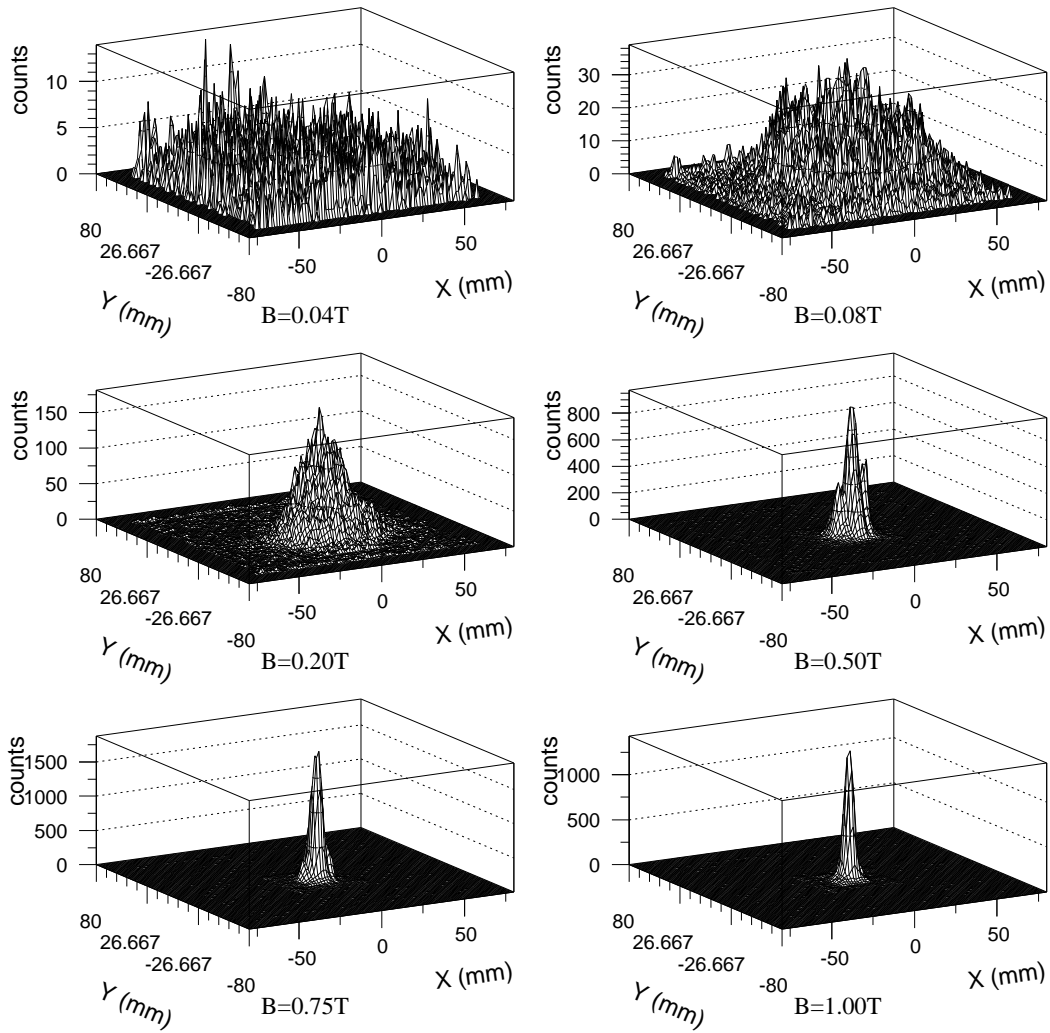 counts
10
5
0
80
26.667
-26.667
-80
-50
0
50
Y (mm)
X (mm)
B=0.04T
counts
30
20
10
0
80
26.667
-26.667
-80
-50
0
50
Y (mm)
X (mm)
B=0.08T
counts
150
100
50
0
80
26.667
-26.667
-80
-50
0
50
Y (mm)
X (mm)
B=0.20T
counts
800
600
400
200
0
80
26.667
-26.667
-80
-50
0
50
Y (mm)
X (mm)
B=0.50T
counts
1500
1000
500
0
80
26.667
-26.667
-80
-50
0
50
Y (mm)
X (mm)
B=0.75T
counts
1000
500
0
80
26.667
-26.667
-80
-50
0
50
Y (mm)
X (mm)
B=1.00T